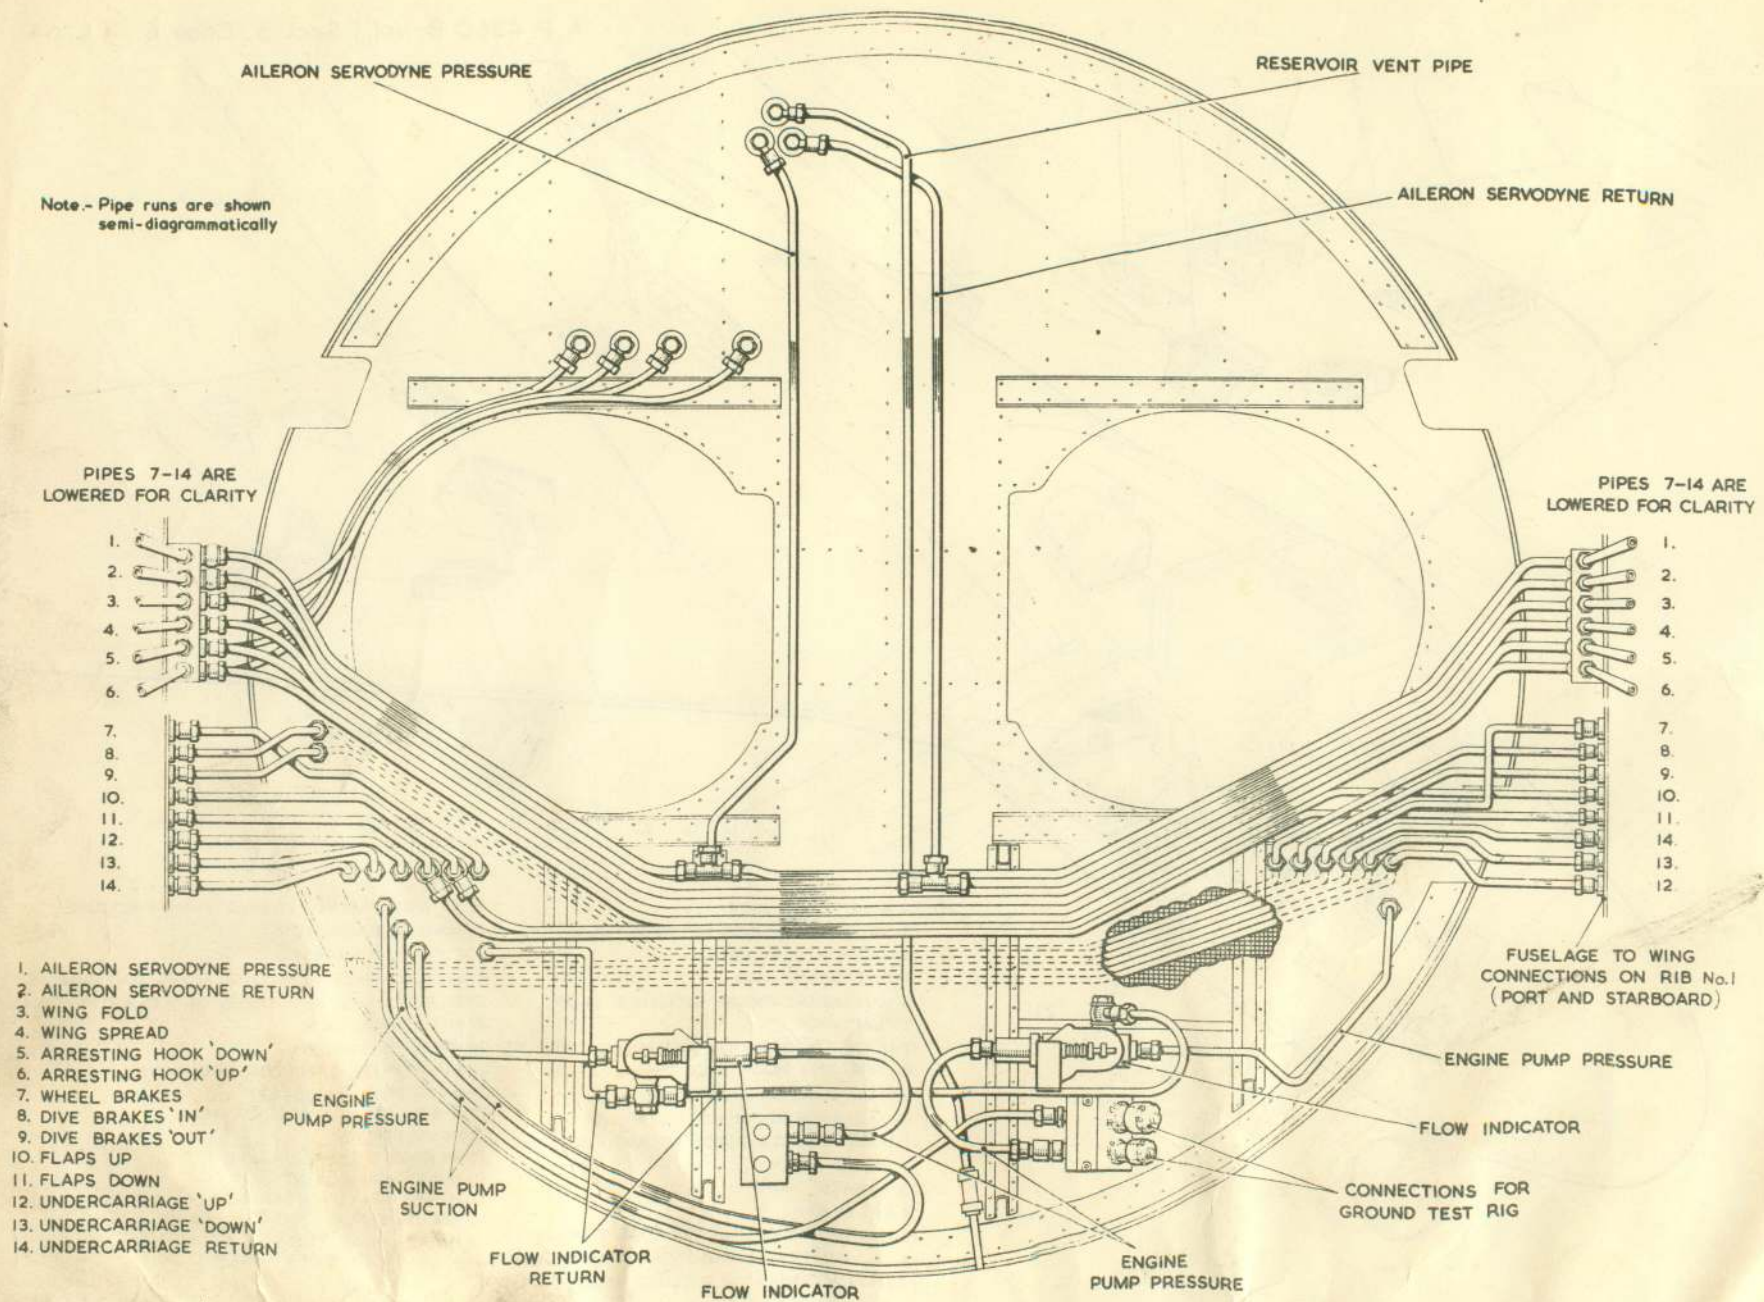 AILERON SERVODYNE PRESSURE
RESERVOIR VENT PIPE
Note.- Pipe runs are shown
semi-diagrammatically
AILERON SERVODYNE RETURN
PIPES 7-14 ARE
LOWERED FOR CLARITY
1.
2.
3.
4.
5.
6.
7.
8.
9.
10.
11.
12.
13.
14.
PIPES 7-14 ARE
LOWERED FOR CLARITY
1.
2.
3.
4.
5.
6.
7.
8.
9.
10.
11.
14.
13.
12.
1. AILERON SERVODYNE PRESSURE
2. AILERON SERVODYNE RETURN
3. WING FOLD
4. WING SPREAD
5. ARRESTING HOOK 'DOWN'
6. ARRESTING HOOK 'UP'
7. WHEEL BRAKES
8. DIVE BRAKES 'IN'
9. DIVE BRAKES 'OUT'
10. FLAPS UP
11. FLAPS DOWN
12. UNDERCARRIAGE 'UP'
13. UNDERCARRIAGE 'DOWN'
14. UNDERCARRIAGE RETURN
ENGINE
PUMP PRESSURE
ENGINE PUMP
SUCTION
FLOW INDICATOR
RETURN
FLOW INDICATOR
ENGINE
PUMP PRESSURE
FUSELAGE TO WING
CONNECTIONS ON RIB No.1
(PORT AND STARBOARD)
ENGINE PUMP PRESSURE
FLOW INDICATOR
CONNECTIONS FOR
GROUND TEST RIG